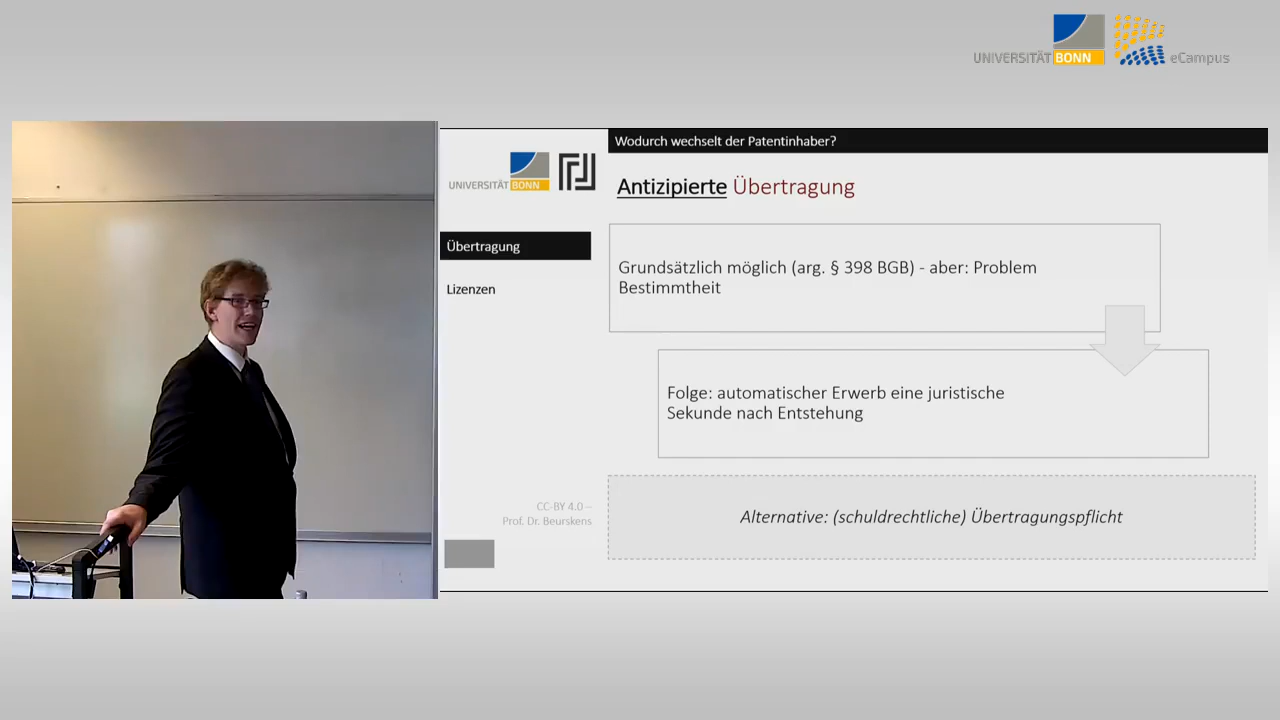 UNIVERSITÄT BONN
eCampus
Wodurch wechselt der Patentinhaber?
UNIVERSITÄT BONN
Antizipierte Übertragung
Übertragung
Lizenzen
Grundsätzlich möglich (arg. § 398 BGB) - aber: Problem
Bestimmtheit
Folge: automatischer Erwerb eine juristische
Sekunde nach Entstehung
Alternative: (schuldrechtliche) Übertragungspflicht
CC-BY 4.0 –
Prof. Dr. Beurskens